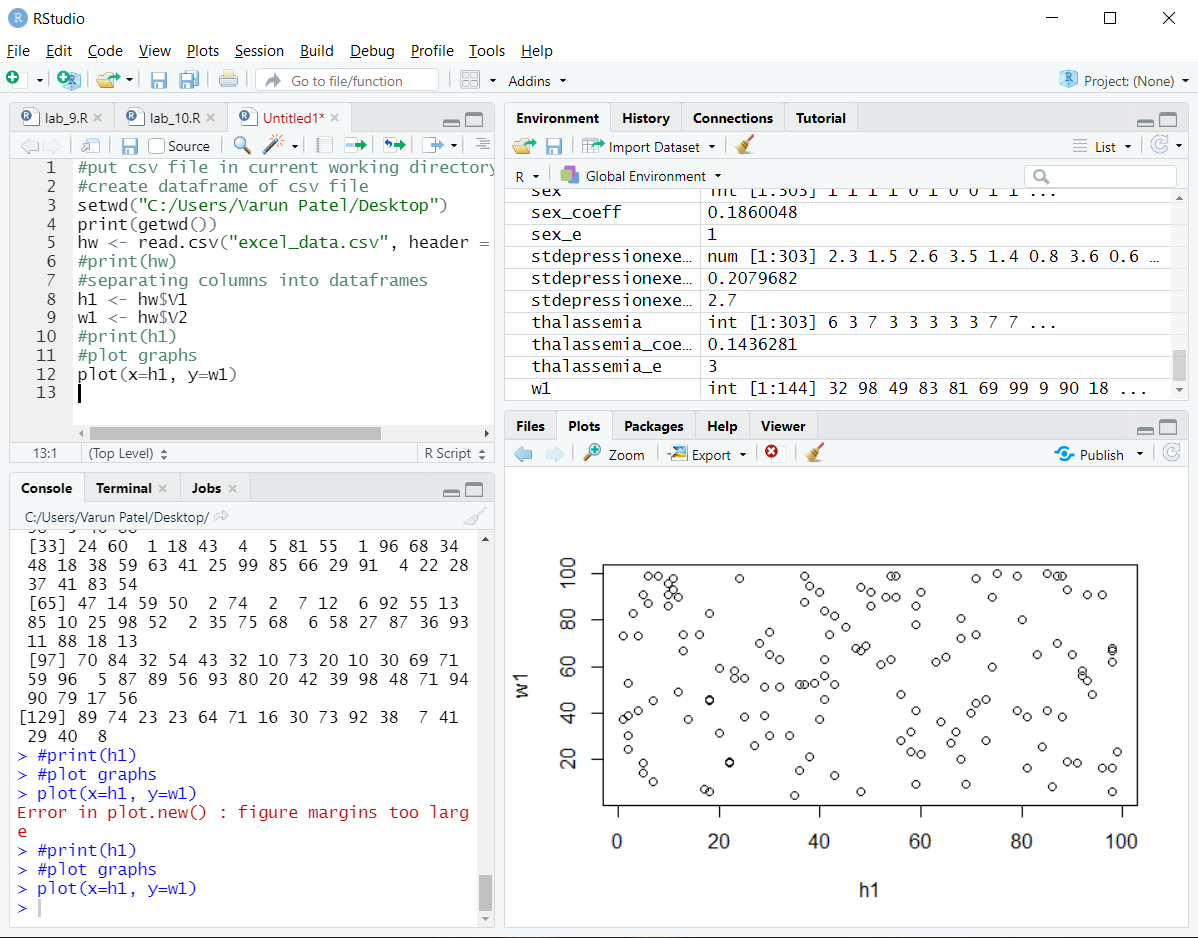 RStudio
File Edit Code View Plots Session Build Debug Profile Tools Help
Go to file/function Addins Project: (None)
lab_9.R lab_10.R Untitled1*
Source
1 #put csv file in current working directory
2 #create dataframe of csv file
3 setwd("C:/Users/Varun Patel/Desktop")
4 print(getwd())
5 hw <- read.csv("excel_data.csv", header =
6 #print(hw)
7 #separating columns into dataframes
8 h1 <- hw$V1
9 w1 <- hw$V2
10 #print(h1)
11 #plot graphs
12 plot(x=h1, y=w1)
13
13:1 (Top Level) R Script
Console Terminal Jobs
C:/Users/Varun Patel/Desktop/
[33] 24 60 1 18 43 4 5 81 55 1 96 68 34
48 18 38 59 63 41 25 99 85 66 29 91 4 22 28
37 41 83 54
[65] 47 14 59 50 2 74 2 7 12 6 92 55 13
85 10 25 98 52 2 35 75 68 6 58 27 87 36 93
11 88 18 13
[97] 70 84 32 54 43 32 10 73 20 10 30 69 71
59 96 5 87 89 56 93 80 20 42 39 98 48 71 94
90 79 17 56
[129] 89 74 23 23 64 71 16 30 73 92 38 7 41
29 40 8
> #print(h1)
> #plot graphs
> plot(x=h1, y=w1)
Error in plot.new() : figure margins too larg
e
> #print(h1)
> #plot graphs
> plot(x=h1, y=w1)
>
Environment History Connections Tutorial
Import Dataset List
R Global Environment
sex int [1:303] 1 1 1 1 0 1 0 0 1 1 ...
sex_coeff 0.1860048
sex_e 1
stdepressionexe... num [1:303] 2.3 1.5 2.6 3.5 1.4 0.8 3.6 0.6 ...
stdepressionexe... 0.2079682
stdepressionexe... 2.7
thalassemia int [1:303] 6 3 7 3 3 3 3 3 7 7 ...
thalassemia_coe... 0.1436281
thalassemia_e 3
w1 int [1:144] 32 98 49 83 81 69 99 9 90 18 ...
Files Plots Packages Help Viewer
Zoom Export Publish
100
80
60
40
20
w1
0 20 40 60 80 100
h1